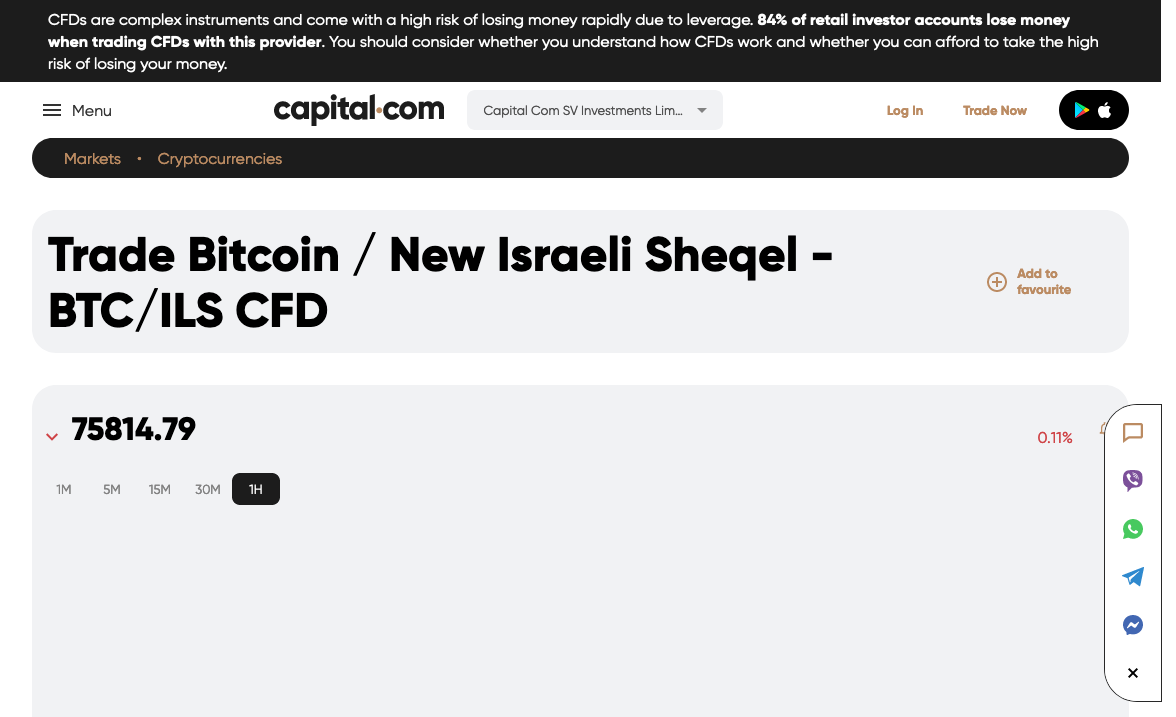 CFDs are complex instruments and come with a high risk of losing money rapidly due to leverage. 84% of retail investor accounts lose money
when trading CFDs with this provider. You should consider whether you understand how CFDs work and whether you can afford to take the high
risk of losing your money.
Menu
capital.com
Capital Com SV Investments Lim...
Log In
Trade Now
Markets • Cryptocurrencies
Trade Bitcoin / New Israeli Sheqel -
BTC/ILS CFD
Add to
favourite
75814.79
0.11%
1M 5M 15M 30M 1H